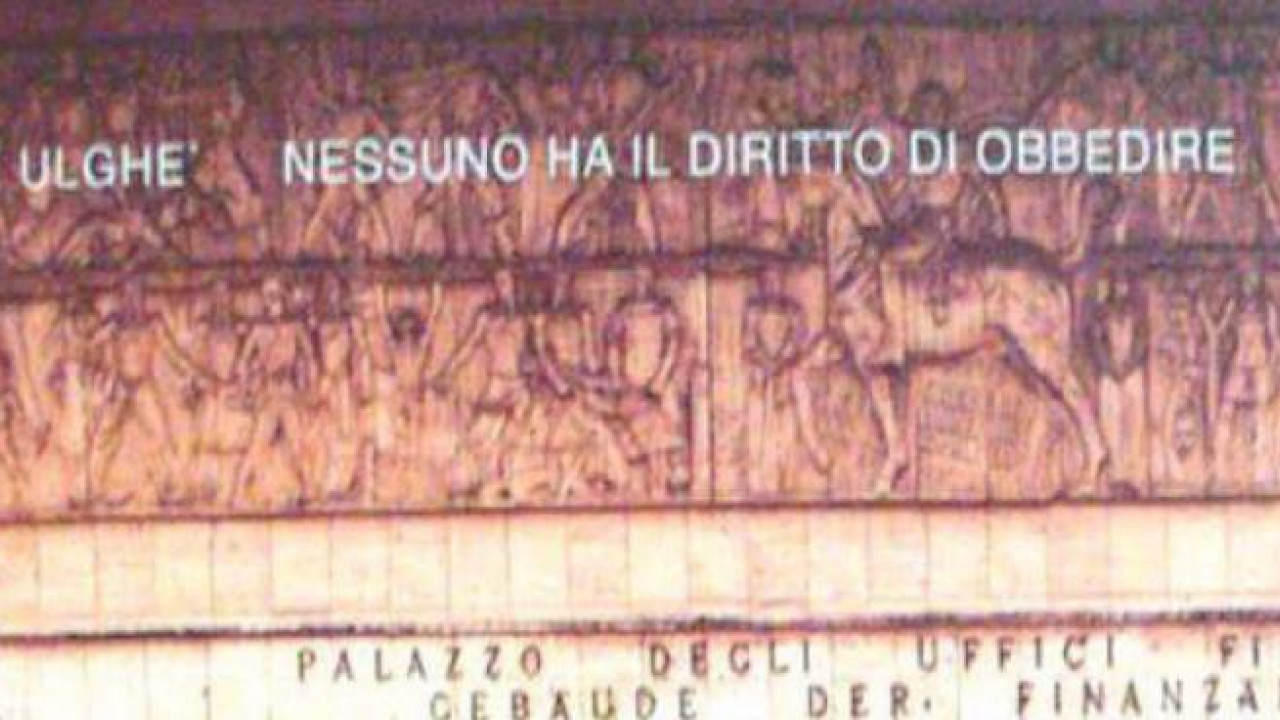 ULGHE' NESSUNO HA IL DIRITTO DI OBBEDIRE
PALAZZO DEGLI UFFICI FI
GEBAUDE DER. FINANZA